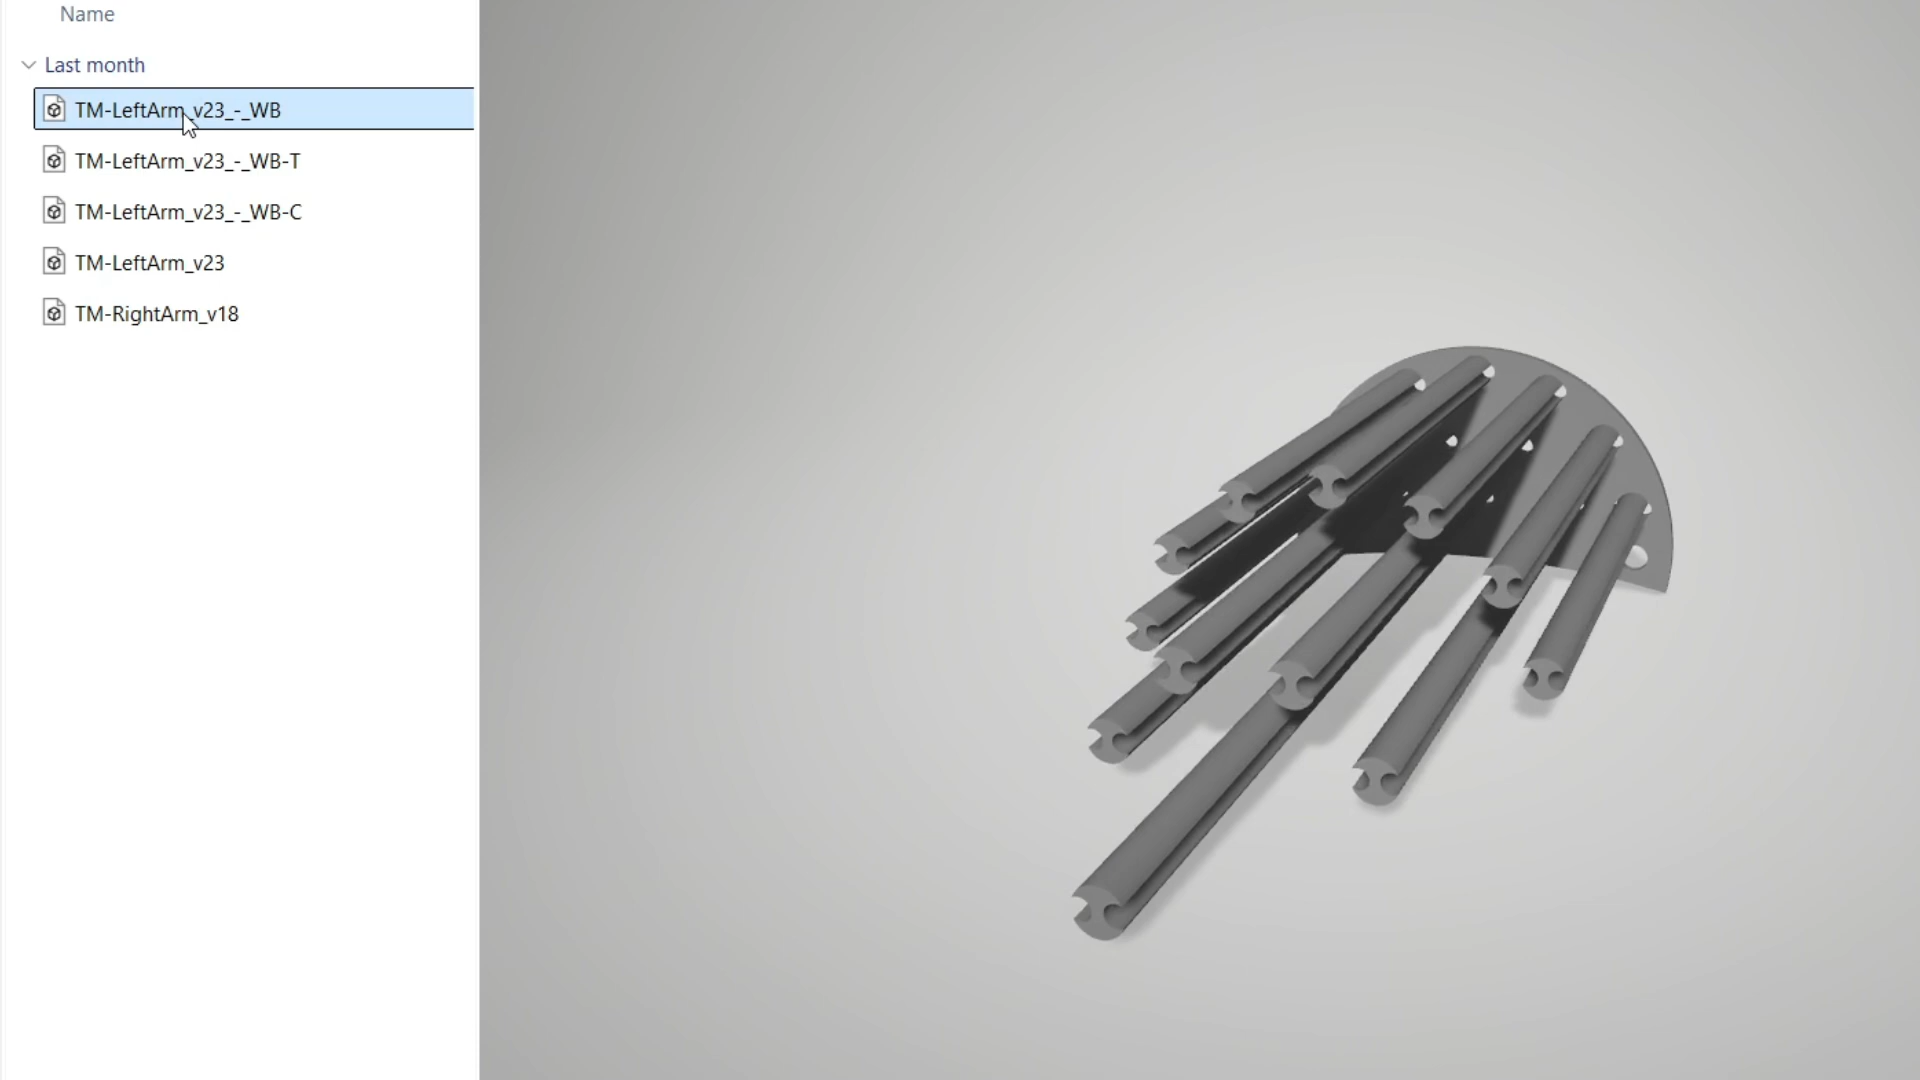 Name
Last month
TM-LeftArm_v23_-_WB
TM-LeftArm_v23_-_WB-T
TM-LeftArm_v23_-_WB-C
TM-LeftArm_v23
TM-RightArm_v18